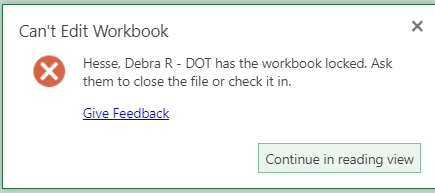 Can't Edit Workbook
Hesse, Debra R - DOT has the workbook locked. Ask
them to close the file or check it in.
Give Feedback
Continue in reading view